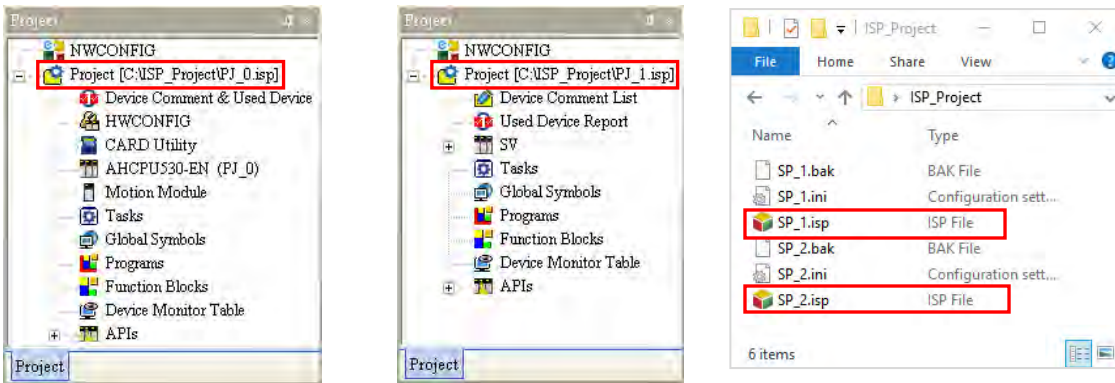 Project
NWCONFIG
Project [C:\ISP_Project\PJ_0.isp]
Device Comment & Used Device
HWCONFIG
CARD Utility
AHCPU530-EN (PJ_0)
Motion Module
Tasks
Global Symbols
Programs
Function Blocks
Device Monitor Table
APIs
Project
Project
NWCONFIG
Project [C:\ISP_Project\PJ_1.isp]
Device Comment List
Used Device Report
SV
Tasks
Global Symbols
Programs
Function Blocks
Device Monitor Table
APIs
Project
ISP_Project
File Home Share View
ISP_Project
Name Type
SP_1.bak BAK File
SP_1.ini Configuration sett...
SP_1.isp ISP File
SP_2.bak BAK File
SP_2.ini Configuration sett...
SP_2.isp ISP File
6 items